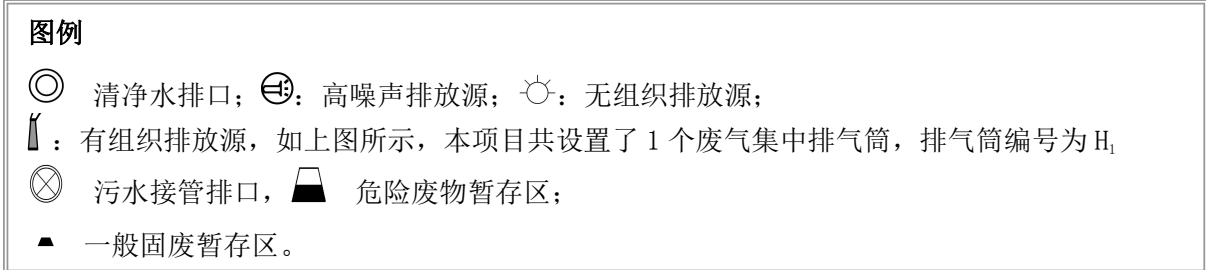 图例
清净水排口；：高噪声排放源；：无组织排放源；
：有组织排放源，如上图所示，本项目共设置了 1 个废气集中排气筒，排气筒编号为 H₁
污水接管排口， 危险废物暂存区；
一般固废暂存区。